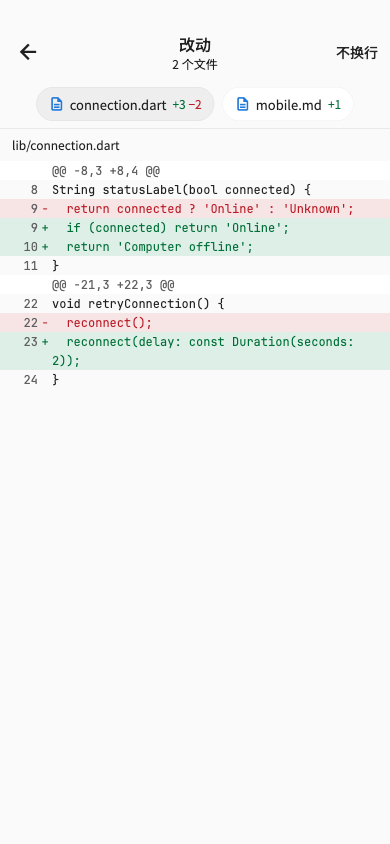 改动
2 个文件
不换行
connection.dart +3 −2
mobile.md +1
lib/connection.dart
@@ -8,3 +8,4 @@
8 String statusLabel(bool connected) {
9 - return connected ? 'Online' : 'Unknown';
9 + if (connected) return 'Online';
10 + return 'Computer offline';
11 }
@@ -21,3 +22,3 @@
22 void retryConnection() {
22 - reconnect();
23 + reconnect(delay: const Duration(seconds:
2));
24 }